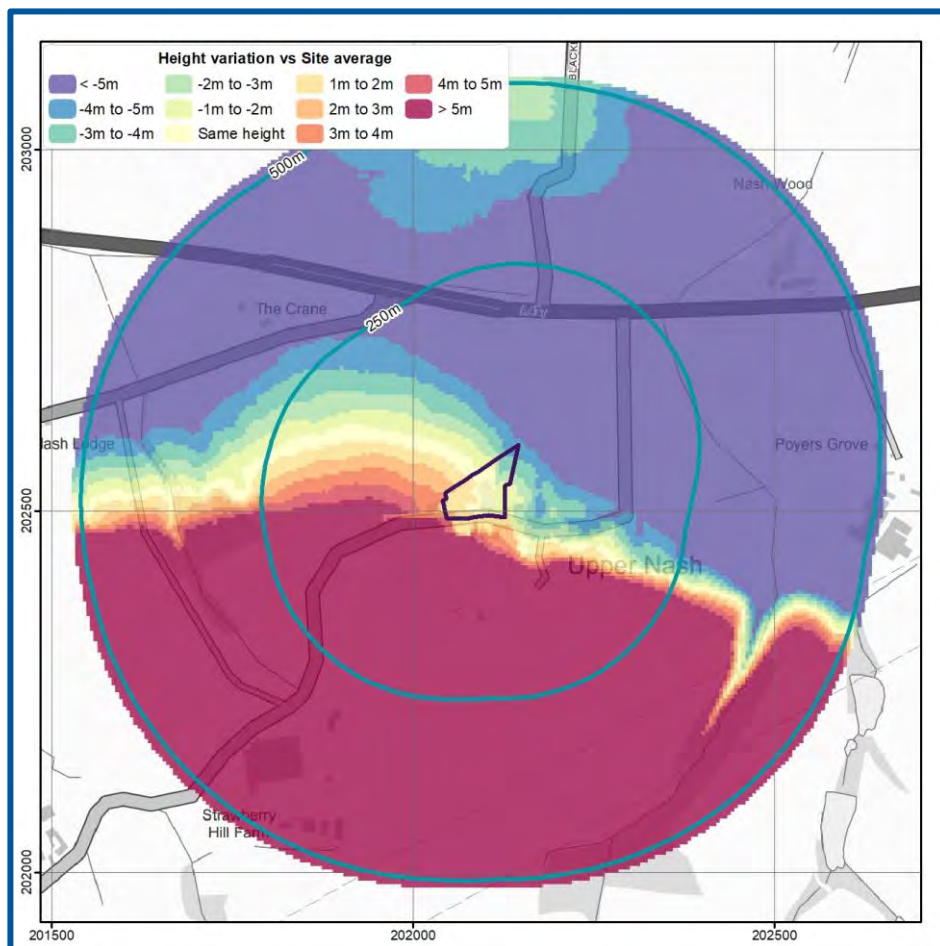 Height variation vs Site average
< -5m
-4m to -5m
-3m to -4m
-2m to -3m
-1m to -2m
Same height
1m to 2m
2m to 3m
3m to 4m
4m to 5m
> 5m
500m
Nash Wood
The Crane
250m
Poyers Grove
Upper Nash
Strawberry
Hill Farm
203000
202500
202000
201500
202000
202500